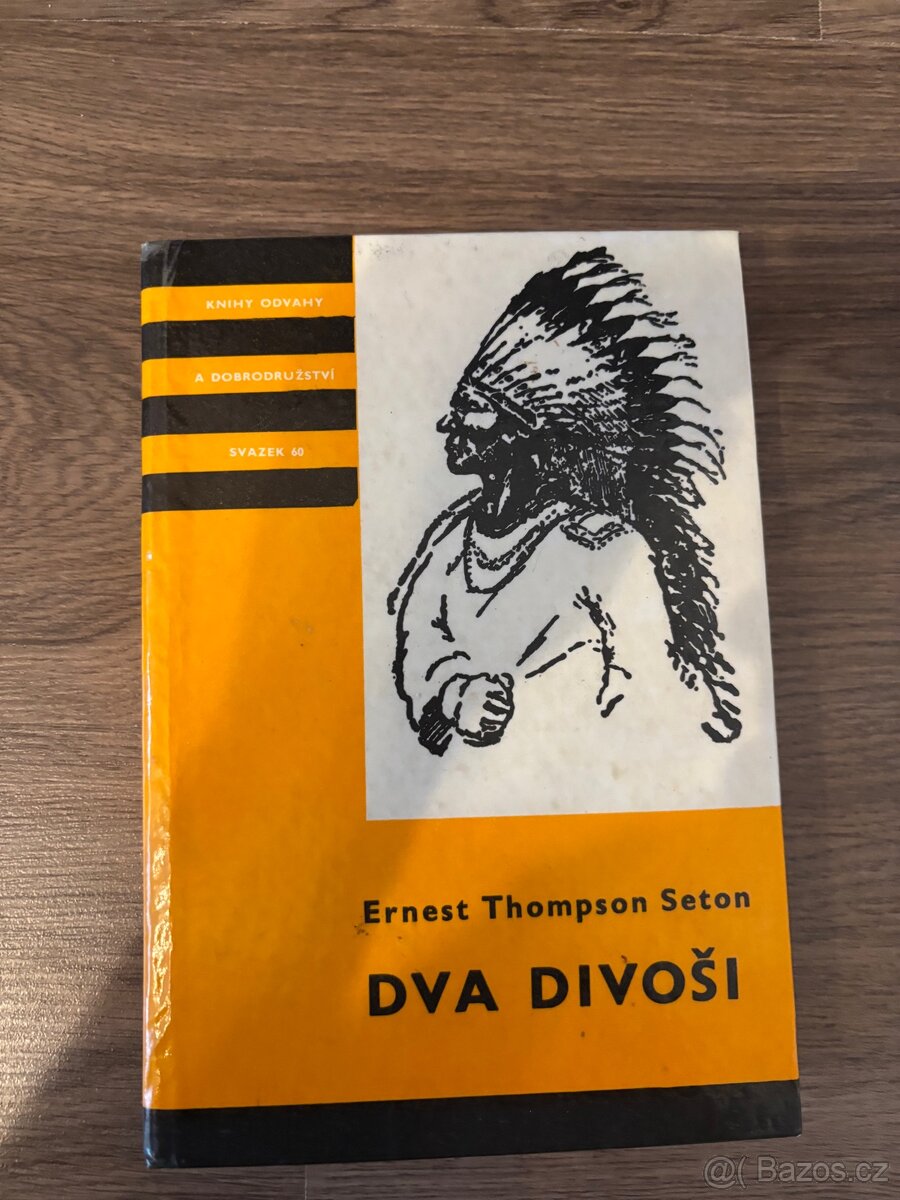 KNIHY ODVAHY
A DOBRODRUŽSTVÍ
SVAZEK 60
Ernest Thompson Seton
DVA DIVOŠI
@( Bazos.cz